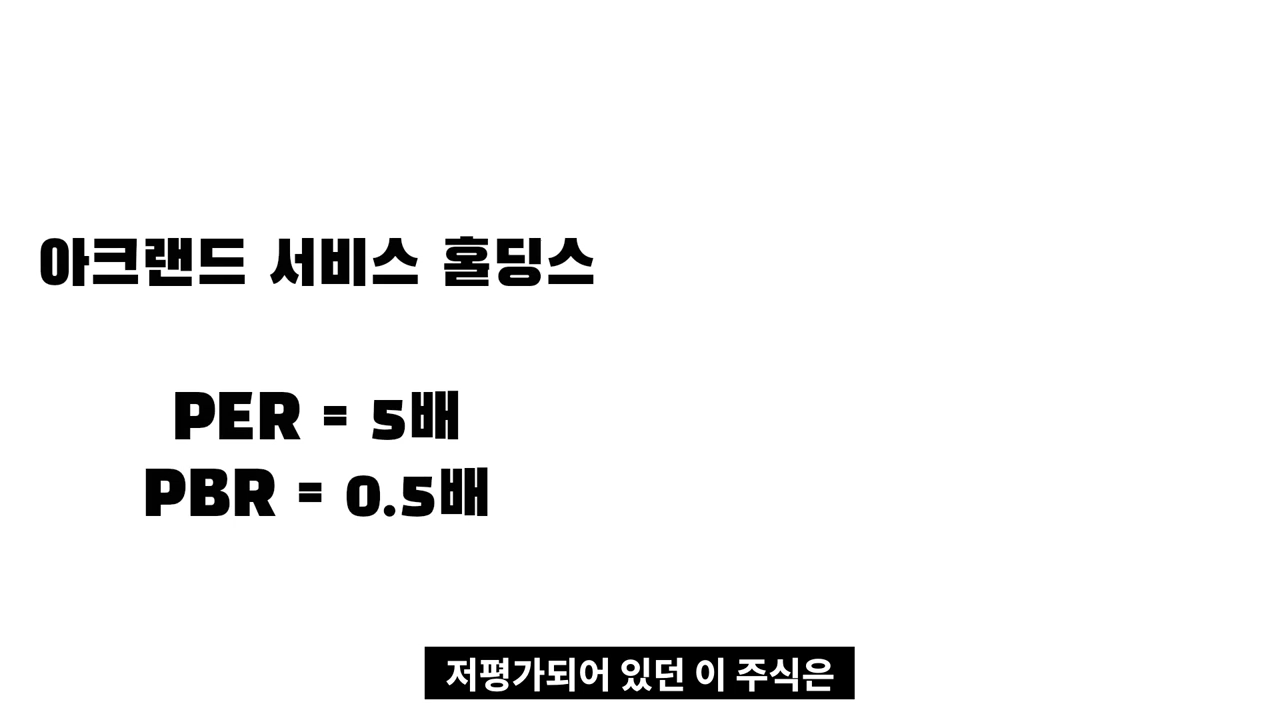 아크랜드 서비스 홀딩스
PER = 5배
PBR = 0.5배
저평가되어 있던 이 주식은